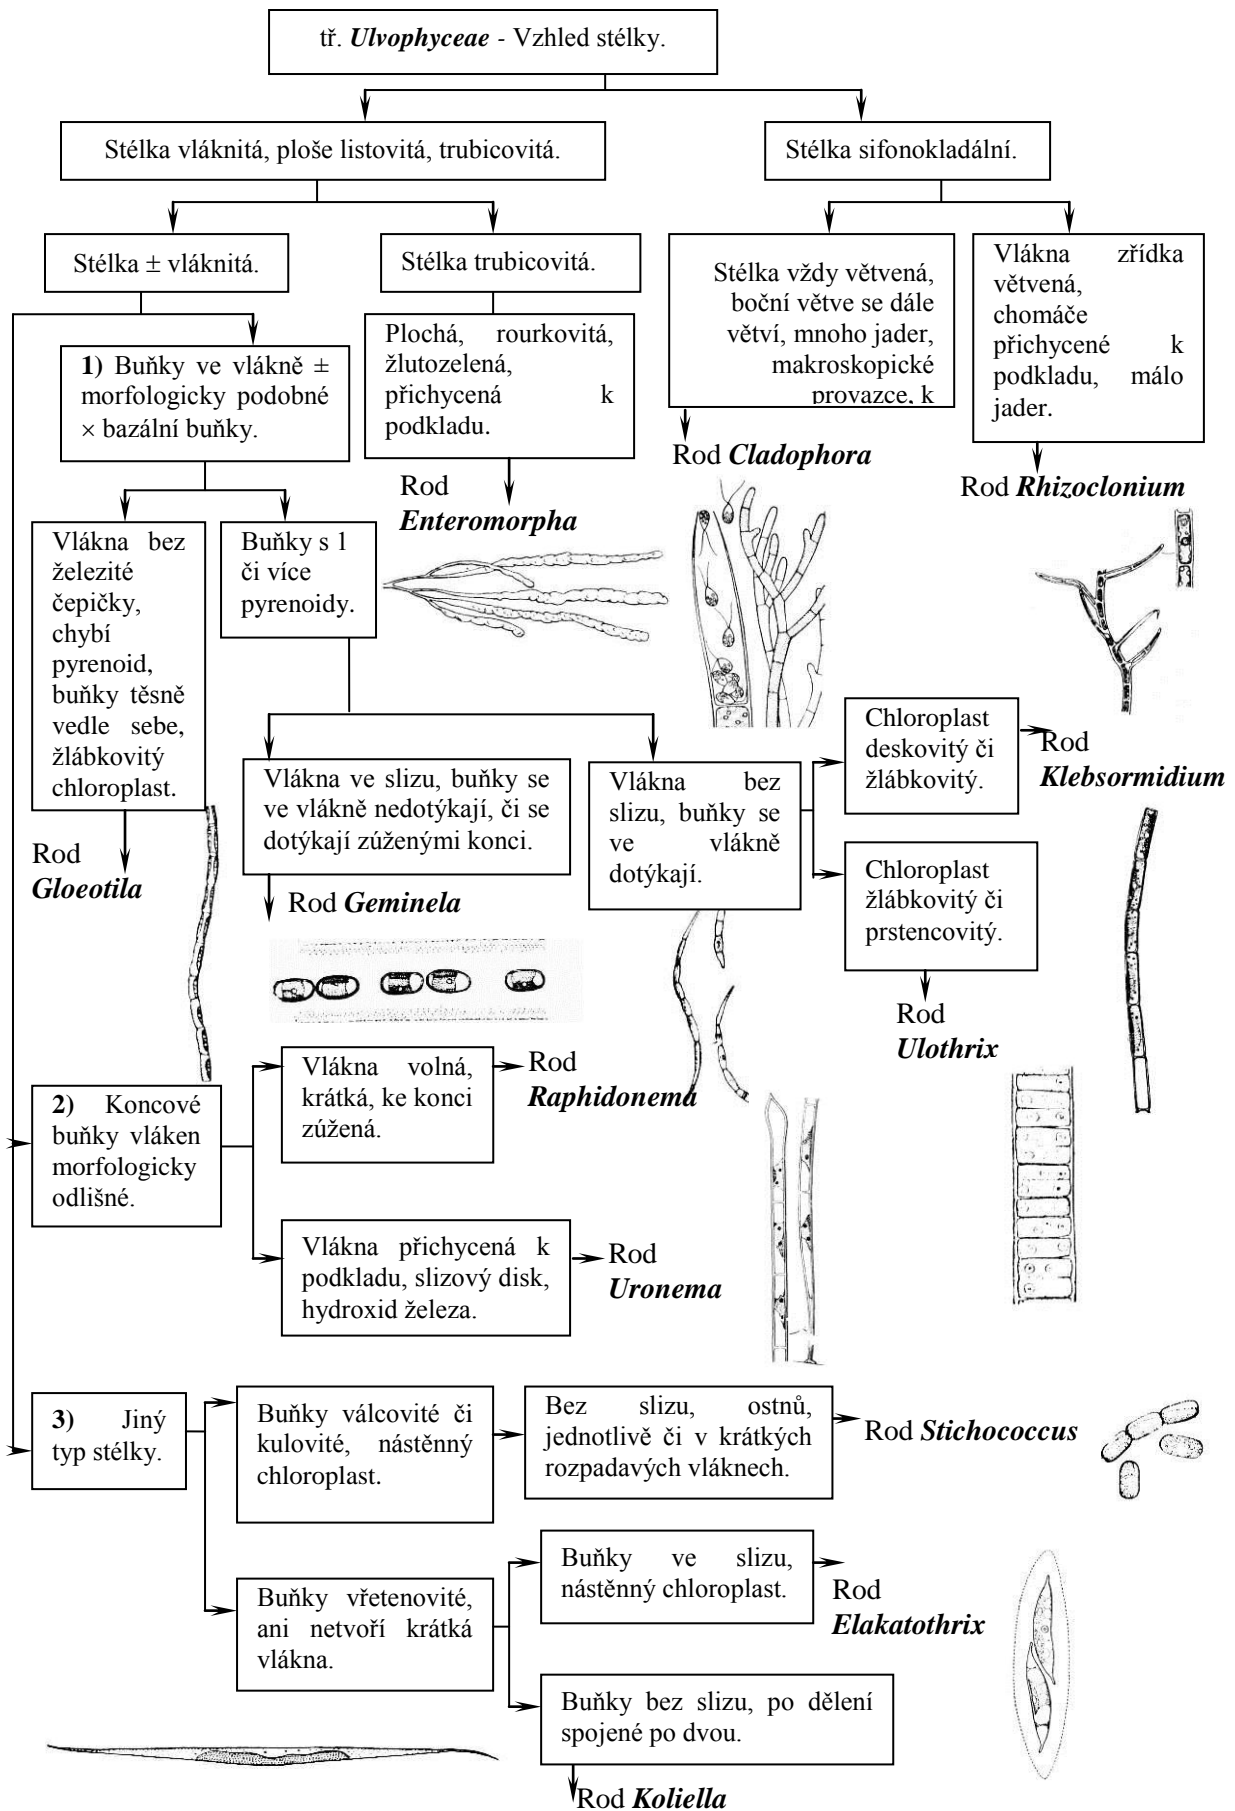 tř. Ulvophyceae - Vzhled stélky.
Stélka vláknitá, ploše listovitá, trubicovitá.
Stélka sifonokladální.
Stélka ± vláknitá.
Stélka trubicovitá.
Stélka vždy větvená,
boční větve se dále
větví, mnoho jader,
makroskopické
provazce, k
Vlákna zřídka
větvená,
chomáče
přichycené k
podkladu, málo
jader.
1) Buňky ve vlákně ±
morfologicky podobné
× bazální buňky.
Plochá, rourkovitá,
žlutozelená,
přichycená k
podkladu.
Rod Cladophora
Rod Rhizoclonium
Rod
Enteromorpha
Vlákna bez
železité
čepičky,
chybí
pyrenoid,
buňky těsně
vedle sebe,
žlábkovitý
chloroplast.
Buňky s 1
či více
pyrenoidy.
Vlákna ve slizu, buňky se
ve vlákně nedotýkají, či se
dotýkají zúženými konci.
Vlákna bez
slizu, buňky se
ve vlákně
dotýkají.
Chloroplast
deskovitý či
žlábkovitý.
Rod
Klebsormidium
Rod
Gloeotila
Rod Geminela
Chloroplast
žlábkovitý či
prstencovitý.
Rod
Ulothrix
2) Koncové
buňky vláken
morfologicky
odlišné.
Vlákna volná,
krátká, ke konci
zúžená.
Rod
Raphidonema
Vlákna přichycená k
podkladu, slizový disk,
hydroxid železa.
Rod
Uronema
3) Jiný
typ stélky.
Buňky válcovité či
kulovité, nástěnný
chloroplast.
Bez slizu, ostnů,
jednotlivě či v krátkých
rozpadavých vláknech.
Rod Stichococcus
Buňky vřetenovité,
ani netvoří krátká
vlákna.
Buňky ve slizu,
nástěnný chloroplast.
Rod
Elakatothrix
Buňky bez slizu, po dělení
spojené po dvou.
Rod Koliella